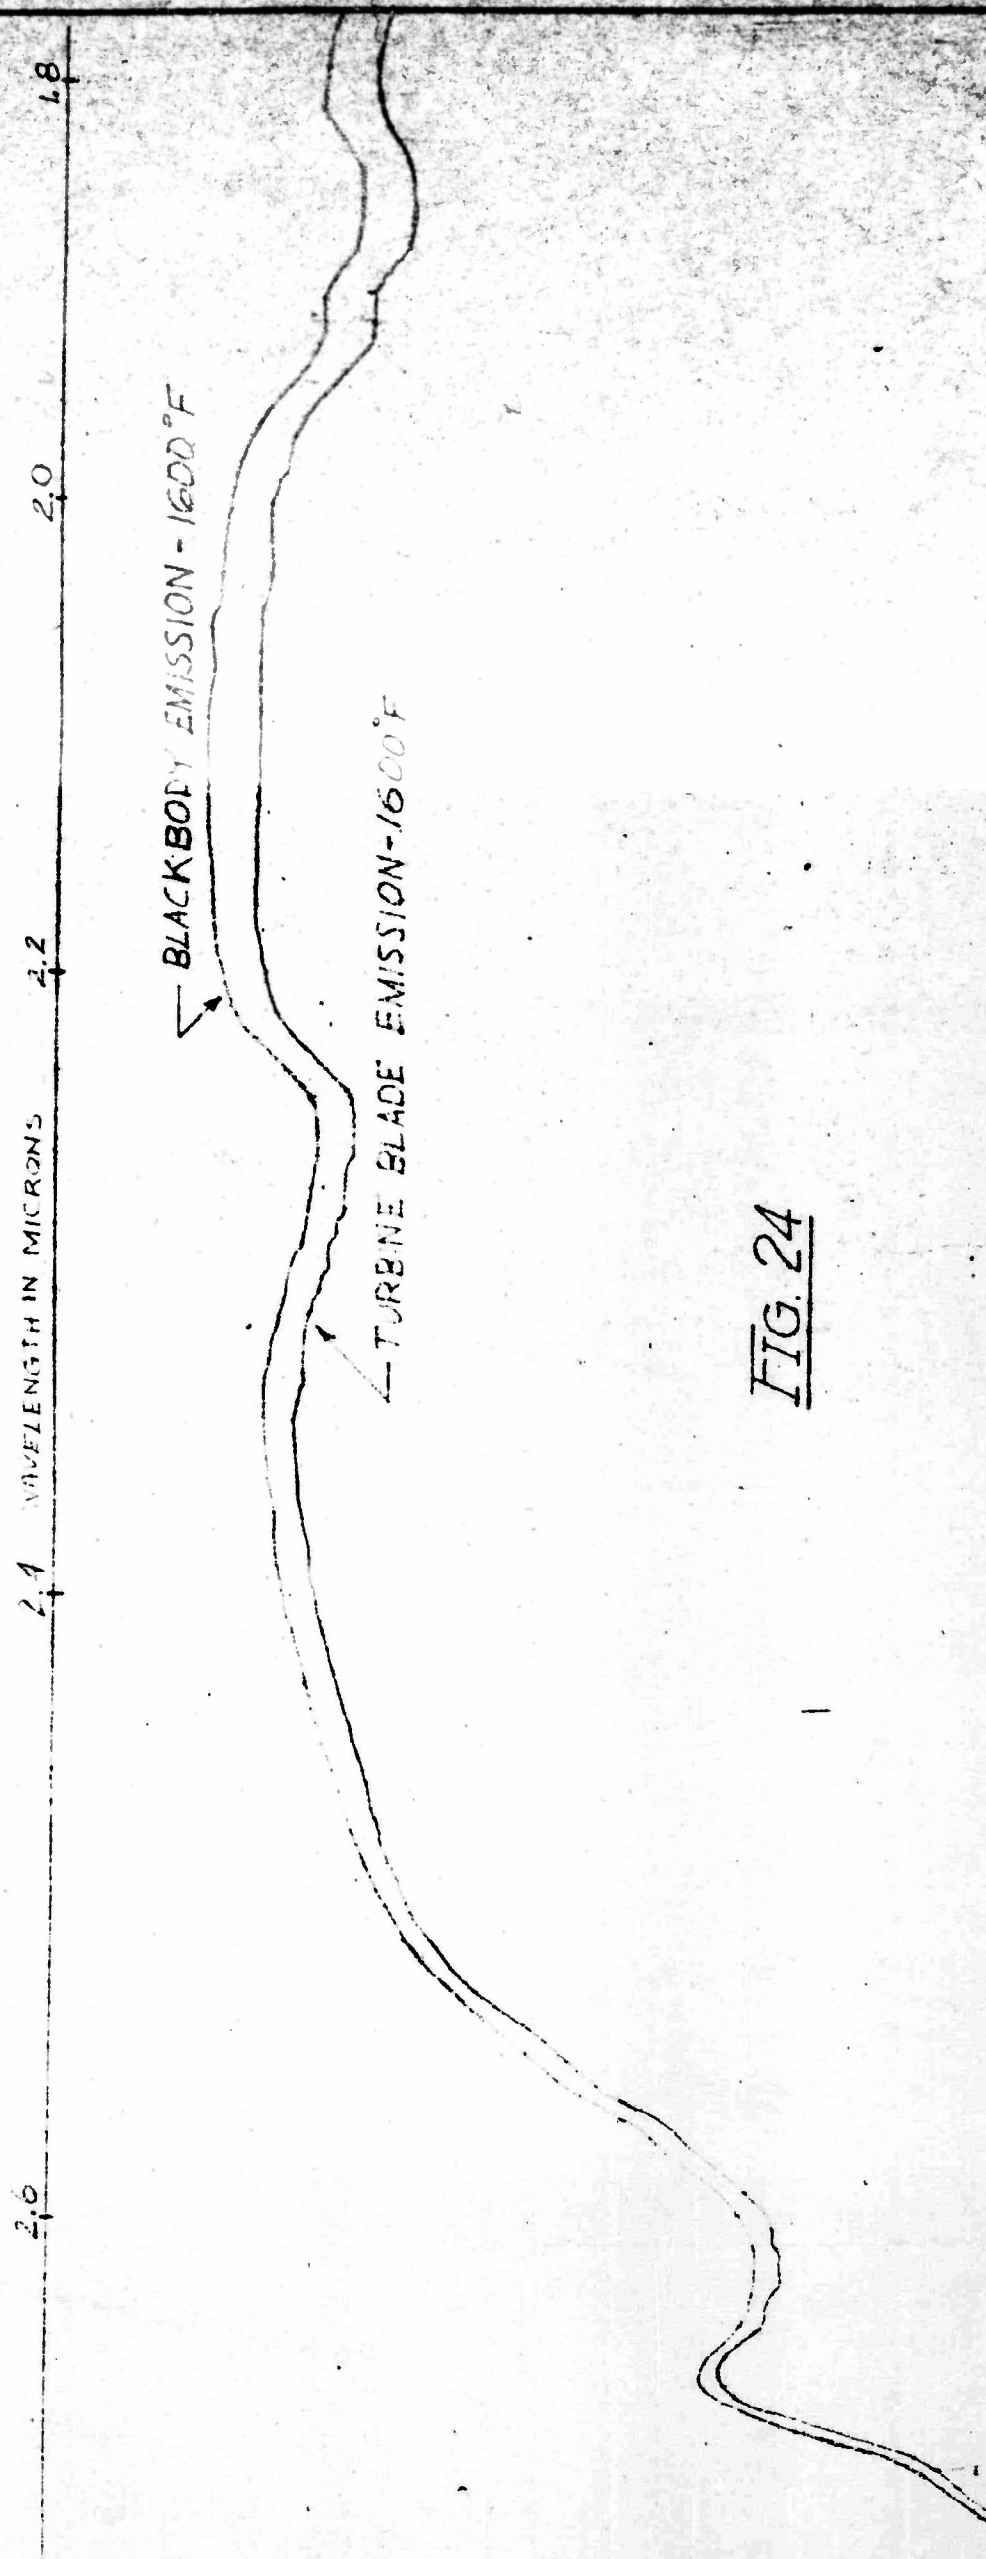 2.6
2.4
WAVELENGTH IN MICRONS
2.2
2.0
1.8
BLACKBODY EMISSION-1600°F
TURBINE BLADE EMISSION-1600°F
FIG. 24